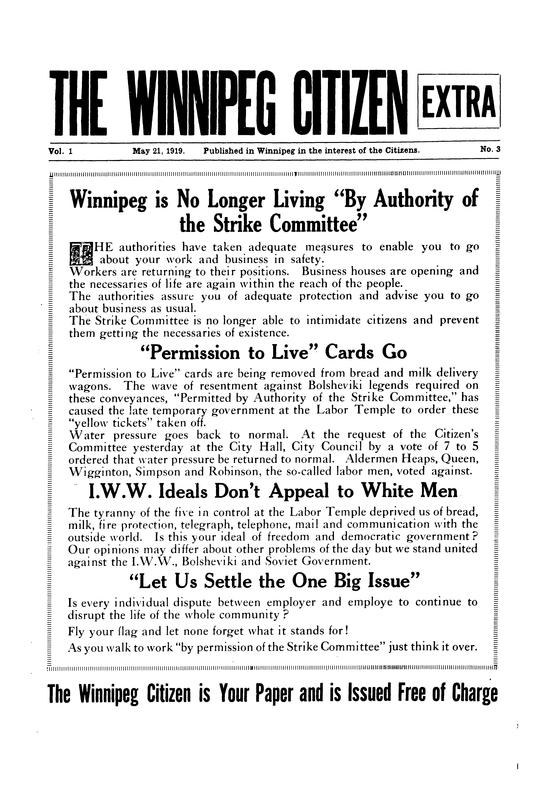 THE WINNIPEG CITIZEN EXTRA
Vol. 1 May 21, 1919. Published in Winnipeg in the interest of the Citizens. No. 3
Winnipeg is No Longer Living "By Authority of
the Strike Committee"
THE authorities have taken adequate measures to enable you to go
about your work and business in safety.
Workers are returning to their positions. Business houses are opening and
the necessaries of life are again within the reach of the people.
The authorities assure you of adequate protection and advise you to go
about business as usual.
The Strike Committee is no longer able to intimidate citizens and prevent
them getting the necessaries of existence.
"Permission to Live" Cards Go
"Permission to Live" cards are being removed from bread and milk delivery
wagons. The wave of resentment against Bolsheviki legends required on
these conveyances, "Permitted by Authority of the Strike Committee," has
caused the late temporary government at the Labor Temple to order these
"yellow tickets" taken off.
Water pressure goes back to normal. At the request of the Citizen's
Committee yesterday at the City Hall, City Council by a vote of 7 to 5
ordered that water pressure be returned to normal. Aldermen Heaps, Queen,
Wigginton, Simpson and Robinson, the so-called labor men, voted against.
I.W.W. Ideals Don't Appeal to White Men
The tyranny of the five in control at the Labor Temple deprived us of bread,
milk, fire protection, telegraph, telephone, mail and communication with the
outside world. Is this your ideal of freedom and democratic government?
Our opinions may differ about other problems of the day but we stand united
against the I.W.W., Bolsheviki and Soviet Government.
"Let Us Settle the One Big Issue"
Is every individual dispute between employer and employe to continue to
disrupt the life of the whole community?
Fly your flag and let none forget what it stands for!
As you walk to work "by permission of the Strike Committee" just think it over.
The Winnipeg Citizen is Your Paper and is Issued Free of Charge